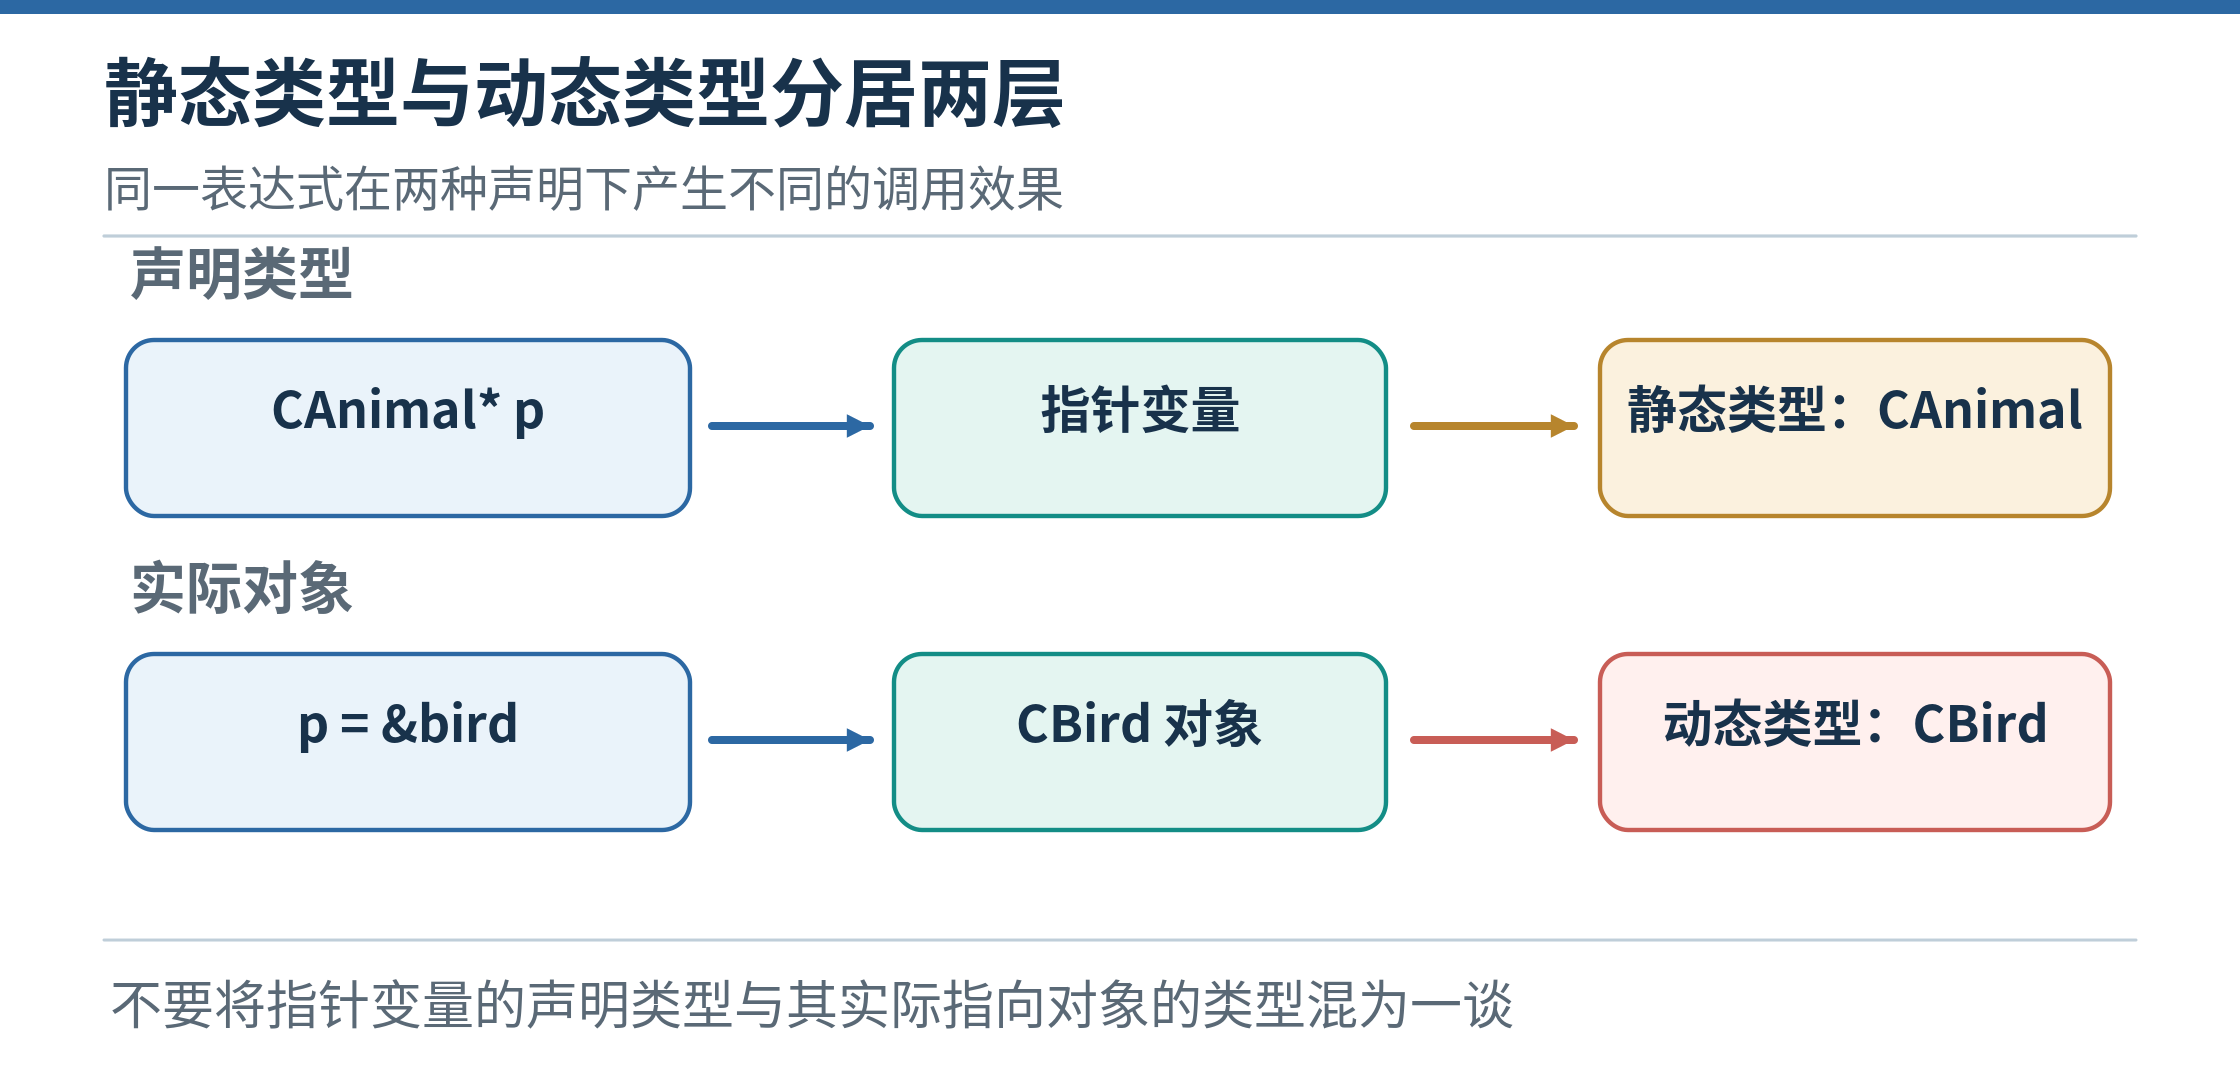 静态类型与动态类型分居两层
同一表达式在两种声明下产生不同的调用效果
声明类型
CAnimal* p
指针变量
静态类型：CAnimal
实际对象
p = &bird
CBird 对象
动态类型：CBird
不要将指针变量的声明类型与其实际指向对象的类型混为一谈